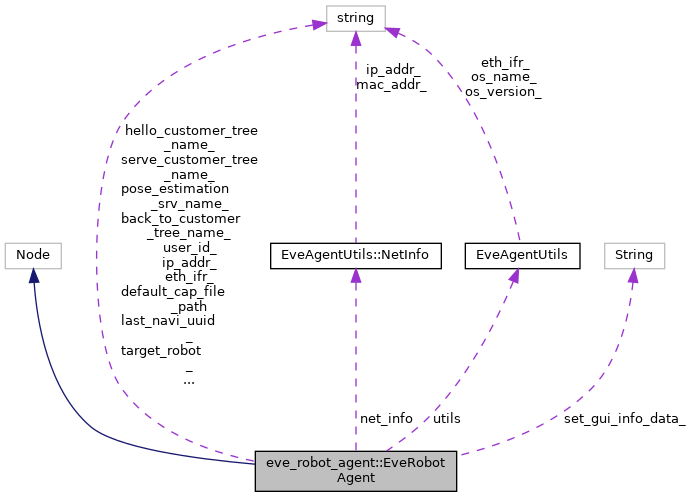 string
eth_ifr_
os_name_
os_version_
ip_addr_
mac_addr_
hello_customer_tree
_name_
serve_customer_tree
_name_
pose_estimation
_srv_name_
back_to_customer
_tree_name_
user_id_
ip_addr_
eth_ifr_
default_cap_file
_path
last_navi_uuid
_
target_robot
_
...
Node
EveAgentUtils::NetInfo
EveAgentUtils
String
net_info
utils
set_gui_info_data_
eve_robot_agent::EveRobot
Agent